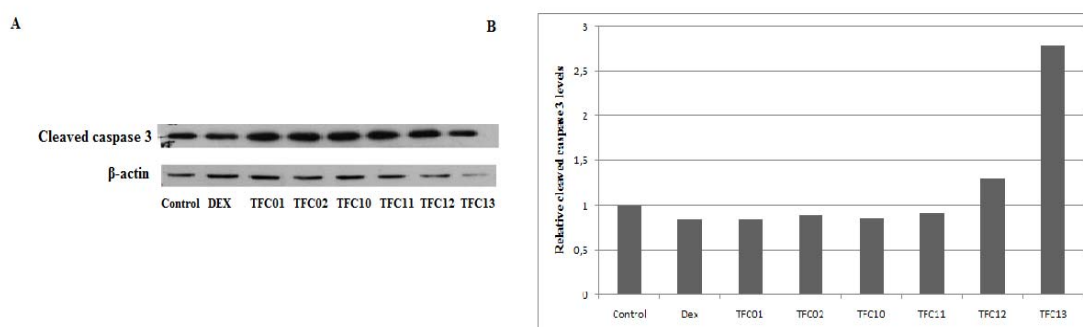 A
B
Cleaved caspase 3
β-actin
Control DEX TFC01 TFC02 TFC10 TFC11 TFC12 TFC13
Relative cleaved caspase 3 levels
3
2,5
2
1,5
1
0,5
0
Control Dex TFC01 TFC02 TFC10 TFC11 TFC12 TFC13